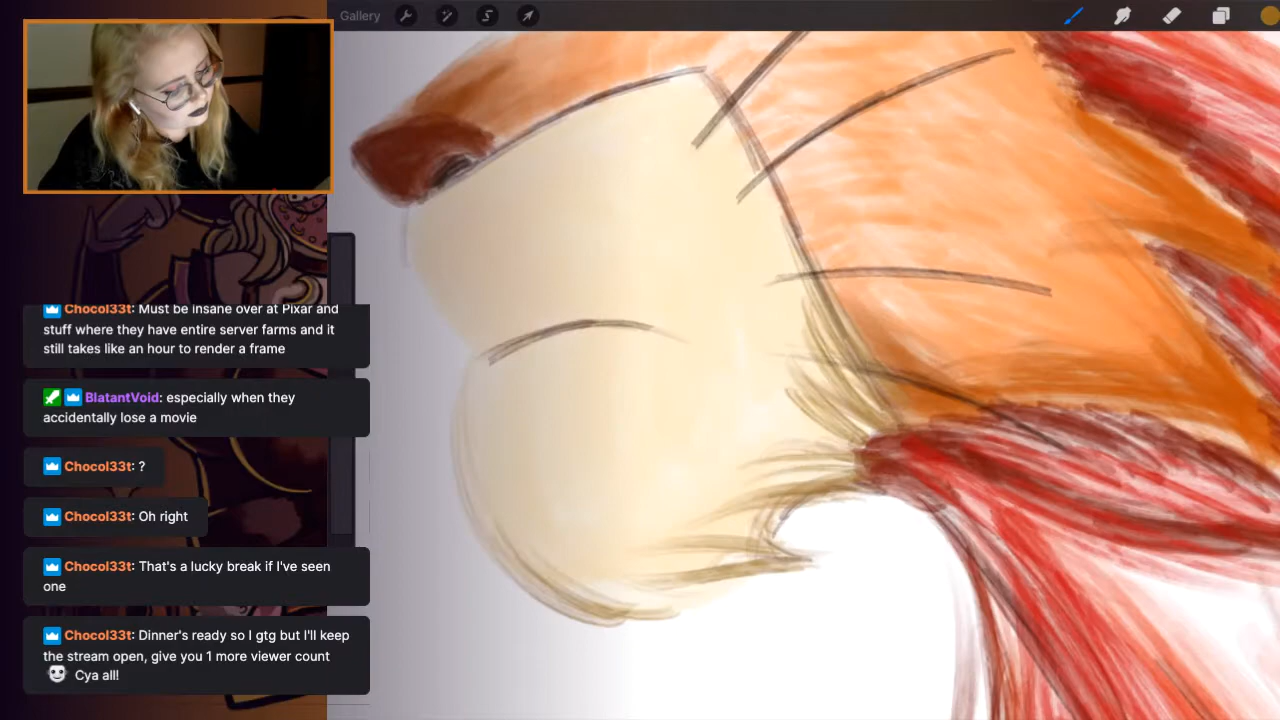 Gallery
Chocol33t: Must be insane over at Pixar and
stuff where they have entire server farms and it
still takes like an hour to render a frame
BlatantVoid: especially when they
accidentally lose a movie
Chocol33t: ?
Chocol33t: Oh right
Chocol33t: That's a lucky break if I've seen
one
Chocol33t: Dinner's ready so I gtg but I'll keep
the stream open, give you 1 more viewer count
Cya all!